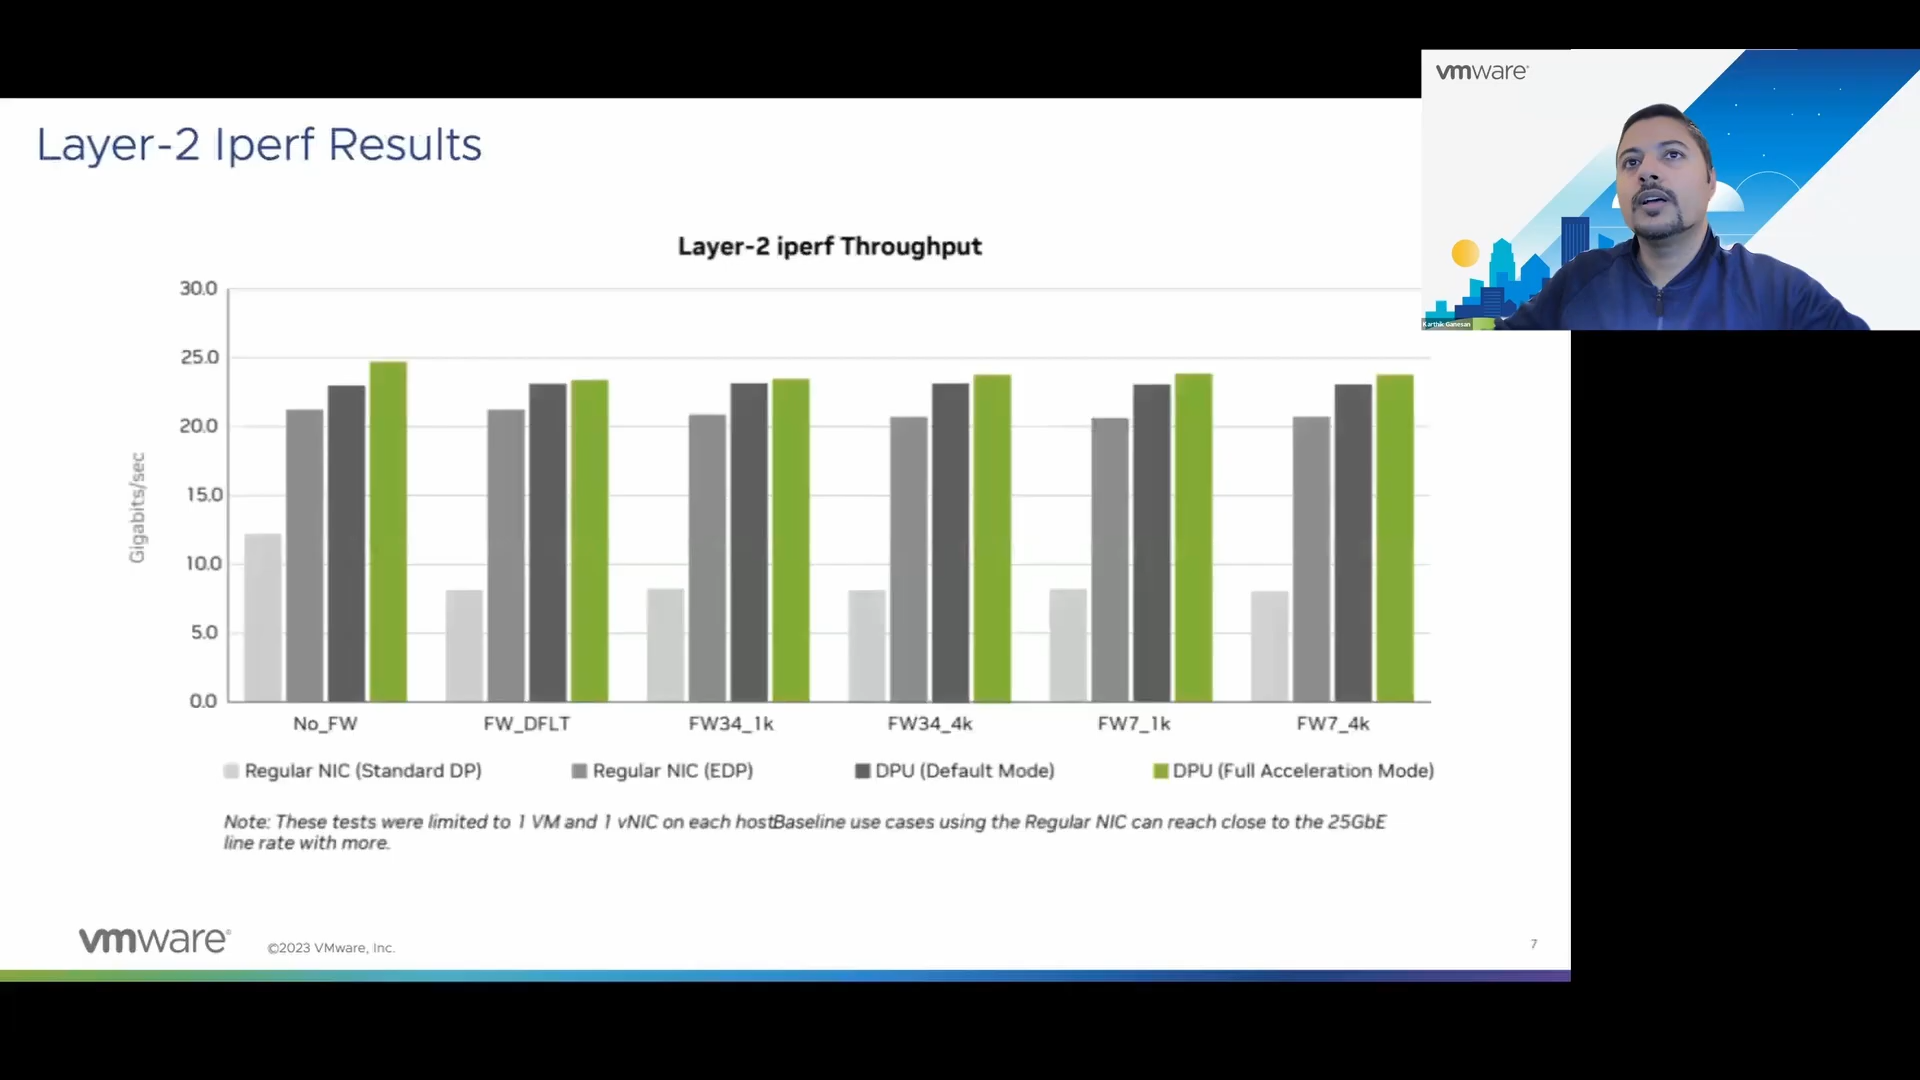 vmware®
Karthik Ganesan
Layer-2 Iperf Results
Layer-2 iperf Throughput
30.0
25.0
20.0
15.0
10.0
5.0
0.0
Gigabits/sec
No_FW FW_DFLT FW34_1k FW34_4k FW7_1k FW7_4k
Regular NIC (Standard DP) Regular NIC (EDP) DPU (Default Mode) DPU (Full Acceleration Mode)
Note: These tests were limited to 1 VM and 1 vNIC on each host.Baseline use cases using the Regular NIC can reach close to the 25GbE
line rate with more.
vmware® ©2023 VMware, Inc. 7